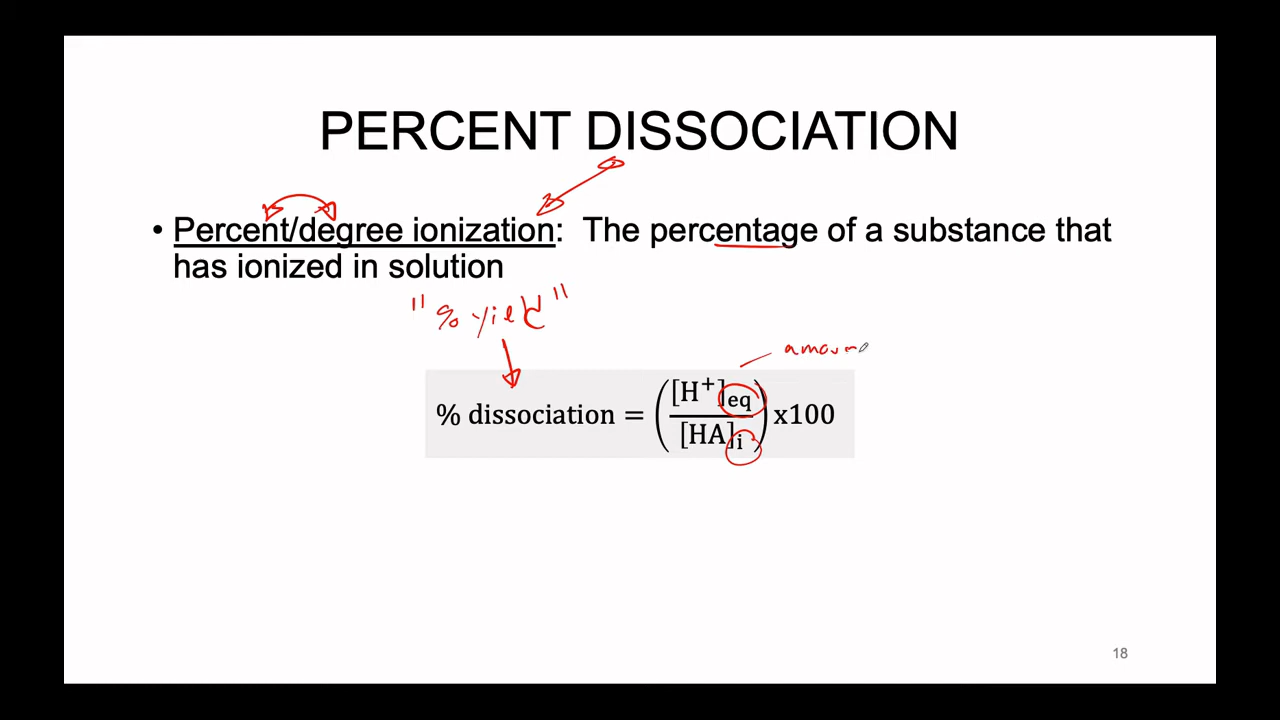 PERCENT DISSOCIATION
• Percent/degree ionization: The percentage of a substance that
has ionized in solution
"% yield"
amoun
% dissociation = ([H⁺]eq / [HA]i) x100
18